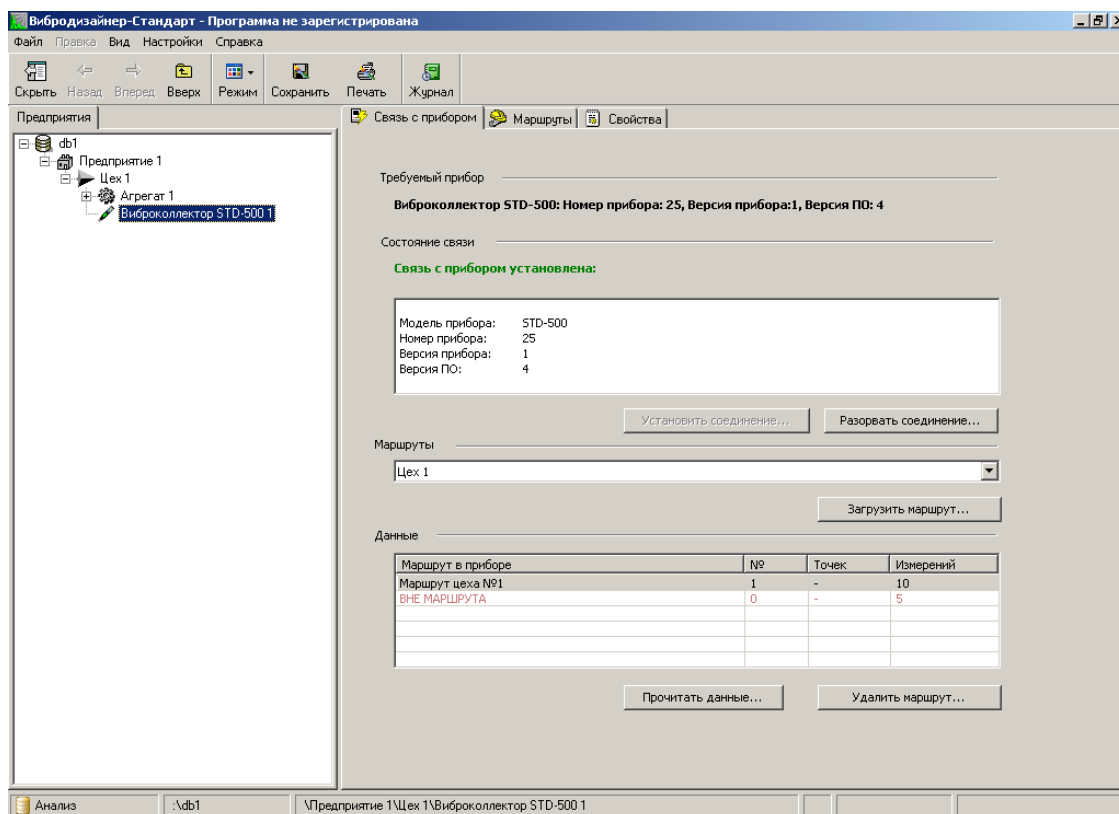 Вибродизайнер-Стандарт - Программа не зарегистрирована
Файл Правка Вид Настройки Справка
Скрыть Назад Вперед Вверх Режим Сохранить Печать Журнал
Предприятия
Связь с прибором Маршруты Свойства
db1
Предприятие 1
Цех 1
Агрегат 1
Виброколлектор STD-500 1
Требуемый прибор
Виброколлектор STD-500: Номер прибора: 25, Версия прибора:1, Версия ПО: 4
Состояние связи
Связь с прибором установлена:
Модель прибора: STD-500
Номер прибора: 25
Версия прибора: 1
Версия ПО: 4
Установить соединение... Разорвать соединение...
Маршруты
Цех 1
Загрузить маршрут...
Данные
Маршрут в приборе № Точек Измерений
Маршрут цеха №1 1 - 10
ВНЕ МАРШРУТА 0 - 5
Прочитать данные... Удалить маршрут...
Анализ :\db1 \Предприятие 1\Цех 1\Виброколлектор STD-500 1